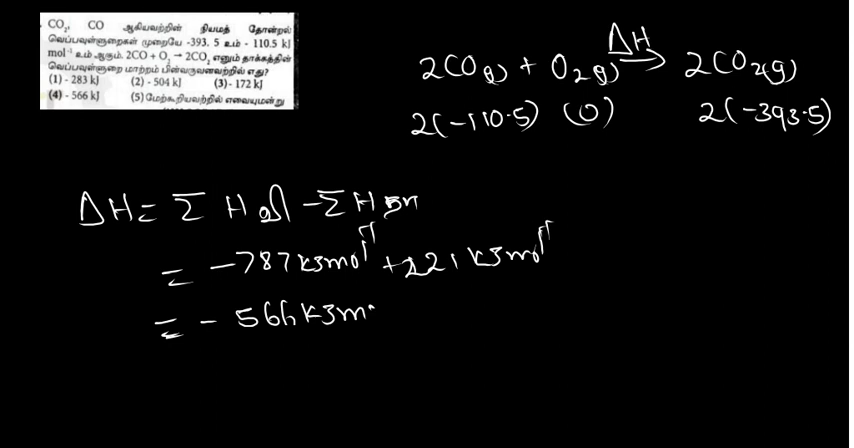 CO₂, CO ஆகியவற்றின் நியமத் தோன்றல்
வெப்பவுள்ளுறைகள் முறையே -393. 5 உம் - 110.5 kJ
mol⁻¹ உம் ஆகும். 2CO + O₂ → 2CO₂ எனும் தாக்கத்தின்
வெப்பவுள்ளுறை மாற்றம் பின்வருவனவற்றில் எது?
(1) - 283 kJ (2) - 504 kJ (3)- 172 kJ
(4) - 566 kJ (5) மேற்கூறியவற்றில் எவையுமன்று
ΔH
2CO(g) + O₂(g) → 2CO₂(g)
2(-110.5) (0) 2(-393.5)
ΔH = Σ H வி - Σ H தா
= -787 kJmol⁻¹ + 221 kJmol⁻¹
= - 566 kJm